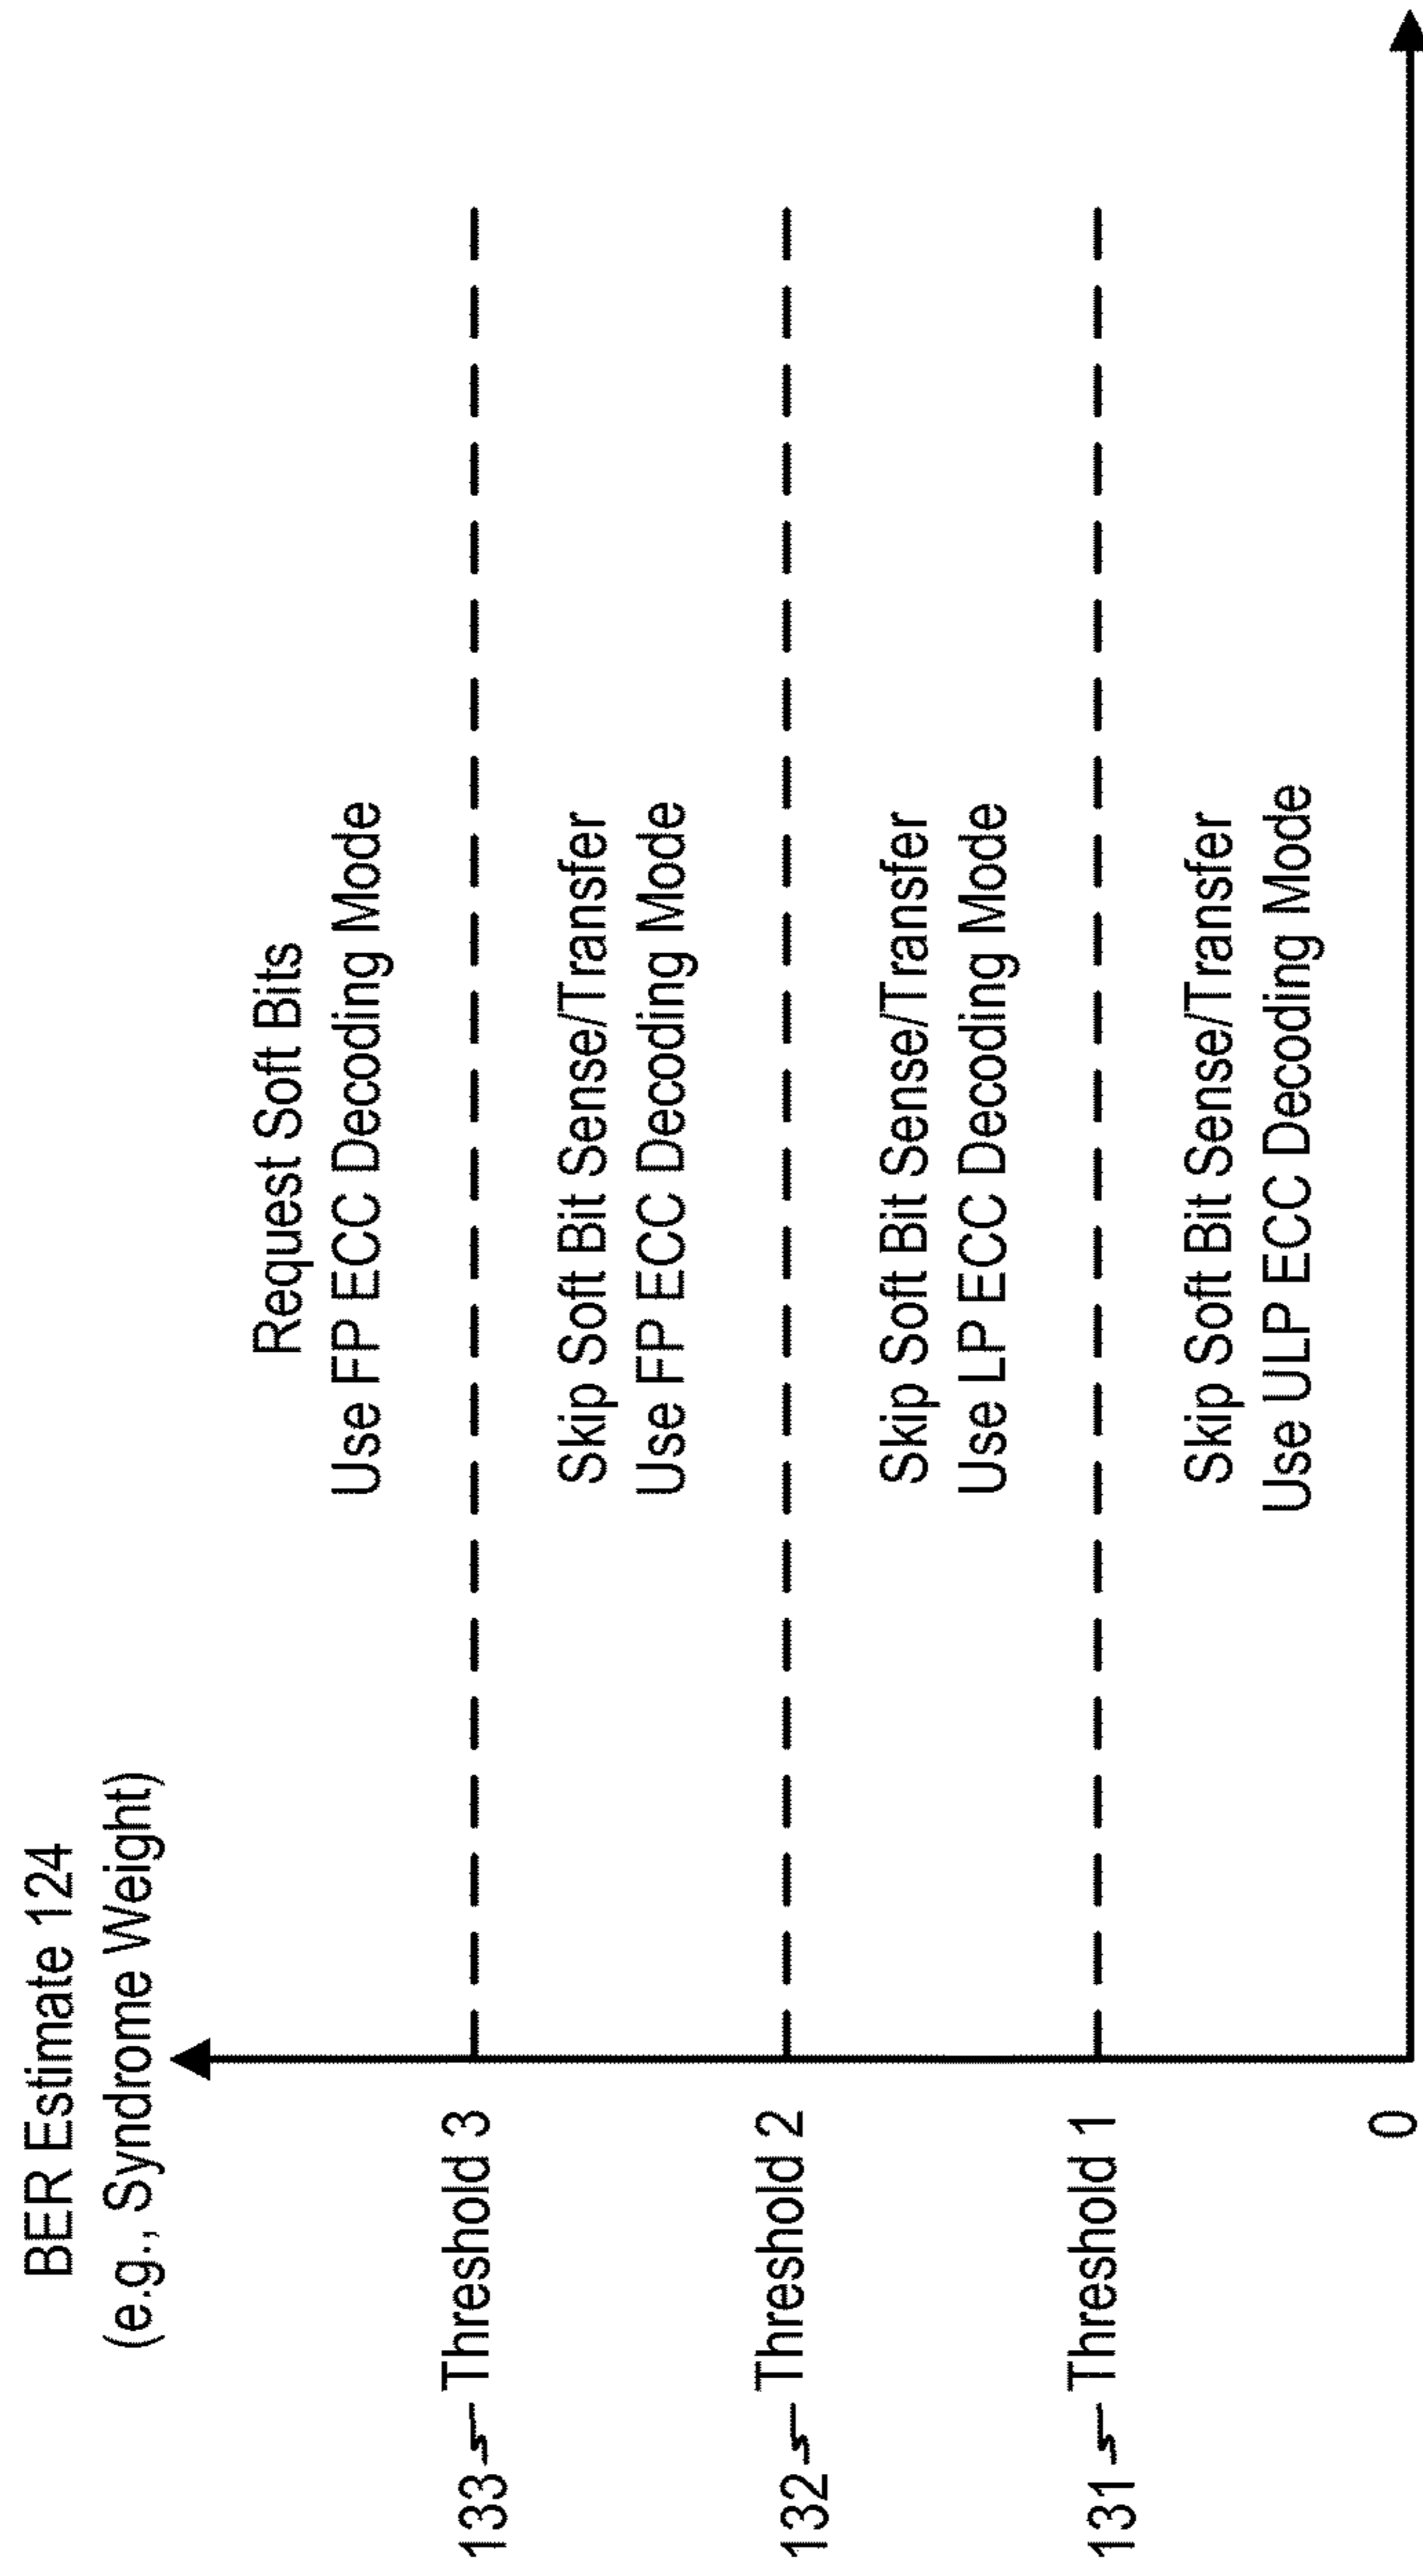 BER Estimate 124
(e.g., Syndrome Weight)
Request Soft Bits
Use FP ECC Decoding Mode
133 Threshold 3
Skip Soft Bit Sense/Transfer
Use FP ECC Decoding Mode
132 Threshold 2
Skip Soft Bit Sense/Transfer
Use LP ECC Decoding Mode
131 Threshold 1
Skip Soft Bit Sense/Transfer
Use ULP ECC Decoding Mode
0